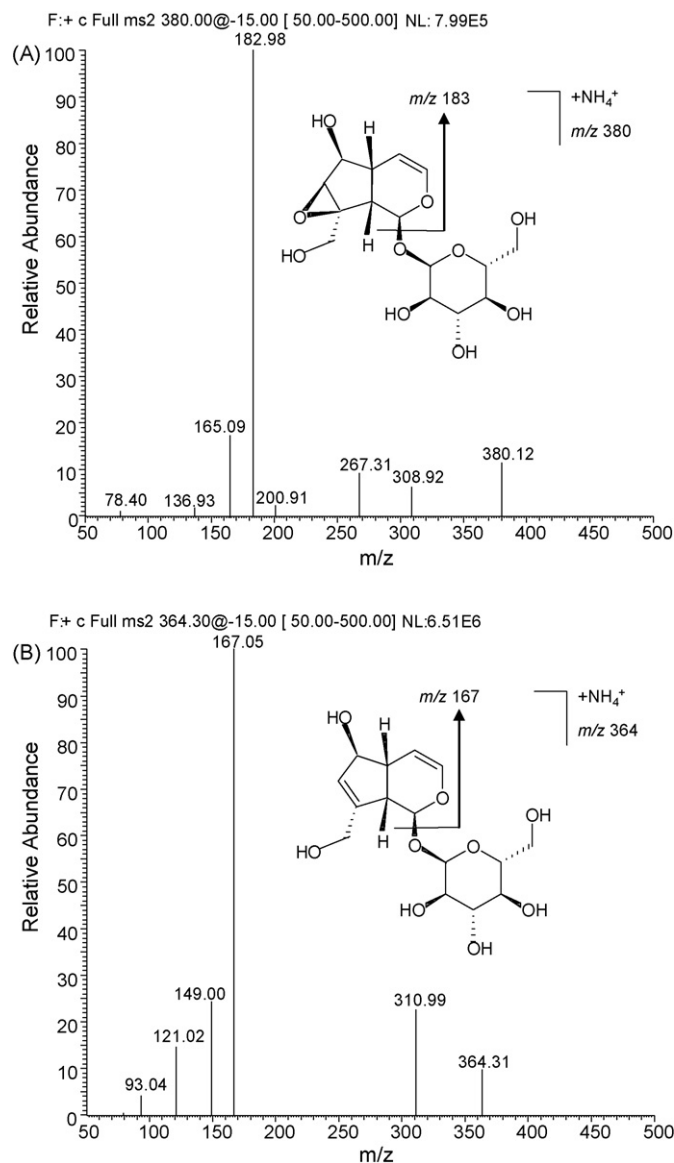 F:+ c Full ms2 380.00@-15.00 [ 50.00-500.00] NL: 7.99E5
(A)
182.98
100
90
80
70
60
50
40
30
20
10
0
Relative Abundance
m/z 183
+NH4+
m/z 380
HO
H
O
O
HO
H
O
O
OH
HO
OH
OH
165.09
78.40
136.93
200.91
267.31
308.92
380.12
50 100 150 200 250 300 350 400 450 500
m/z
F:+ c Full ms2 364.30@-15.00 [ 50.00-500.00] NL:6.51E6
(B)
167.05
100
90
80
70
60
50
40
30
20
10
0
Relative Abundance
m/z 167
+NH4+
m/z 364
HO
H
O
HO
H
O
O
OH
HO
OH
OH
149.00
121.02
93.04
310.99
364.31
50 100 150 200 250 300 350 400 450 500
m/z